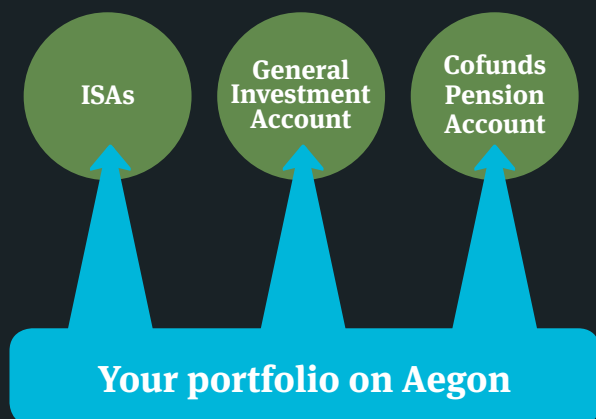 ISAs
General
Investment
Account
Cofunds
Pension
Account
Your portfolio on Aegon